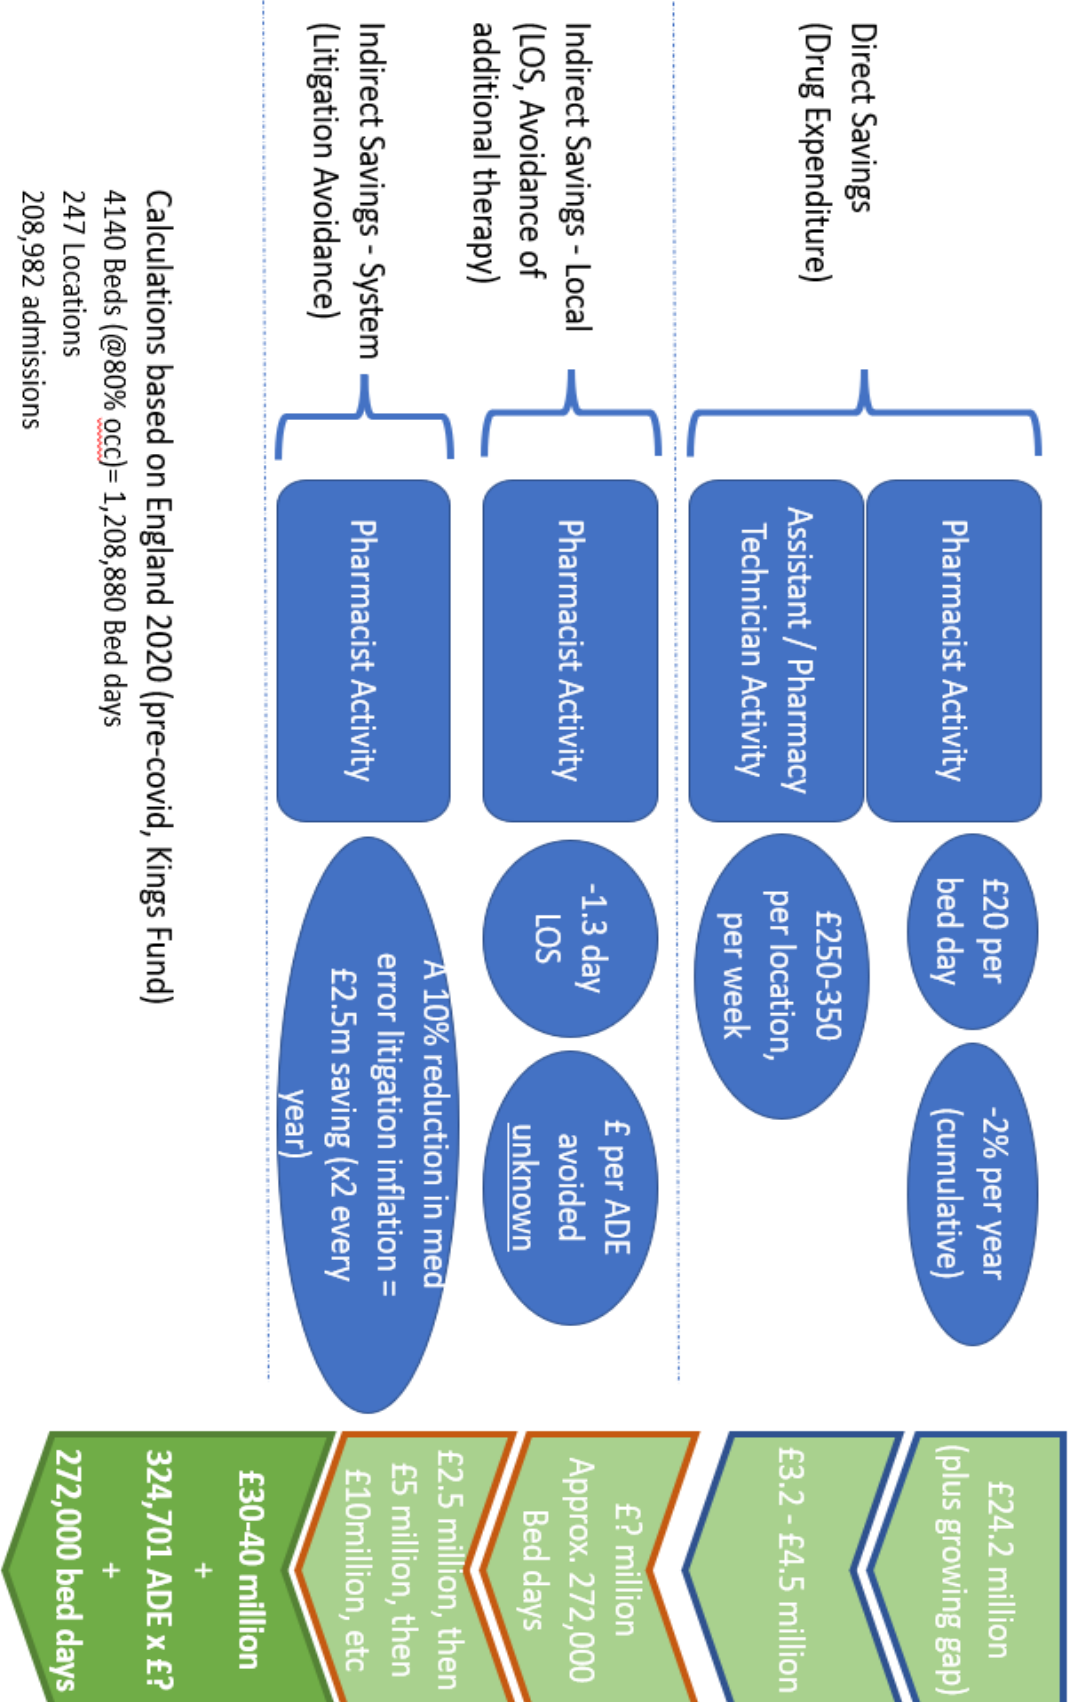 Direct Savings
(Drug Expenditure)
Pharmacist Activity
£20 per
bed day
-2% per year
(cumulative)
£24.2 million
(plus growing gap)
Assistant / Pharmacy
Technician Activity
£250-350
per location,
per week
£3.2 - £4.5 million
Indirect Savings - Local
(LOS, Avoidance of
additional therapy)
Pharmacist Activity
-1.3 day
LOS
£ per ADE
avoided
unknown
£? million
Approx. 272,000
Bed days
Indirect Savings - System
(Litigation Avoidance)
Pharmacist Activity
A 10% reduction in med
error litigation inflation =
£2.5m saving (x2 every
year)
£2.5 million, then
£5 million, then
£10million, etc
Calculations based on England 2020 (pre-covid, Kings Fund)
4140 Beds (@80% occ)= 1,208,880 Bed days
247 Locations
208,982 admissions
£30-40 million
+
324,701 ADE x £?
+
272,000 bed days